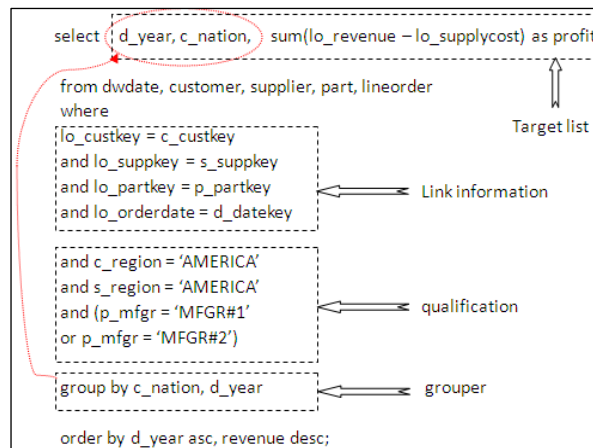 select d_year, c_nation, sum(lo_revenue – lo_supplycost) as profit
from dwdate, customer, supplier, part, lineorder
where
Target list
lo_custkey = c_custkey
and lo_suppkey = s_suppkey
and lo_partkey = p_partkey
and lo_orderdate = d_datekey
Link information
and c_region = ‘AMERICA’
and s_region = ‘AMERICA’
and (p_mfgr = ‘MFGR#1’
or p_mfgr = ‘MFGR#2’)
qualification
group by c_nation, d_year
grouper
order by d_year asc, revenue desc;